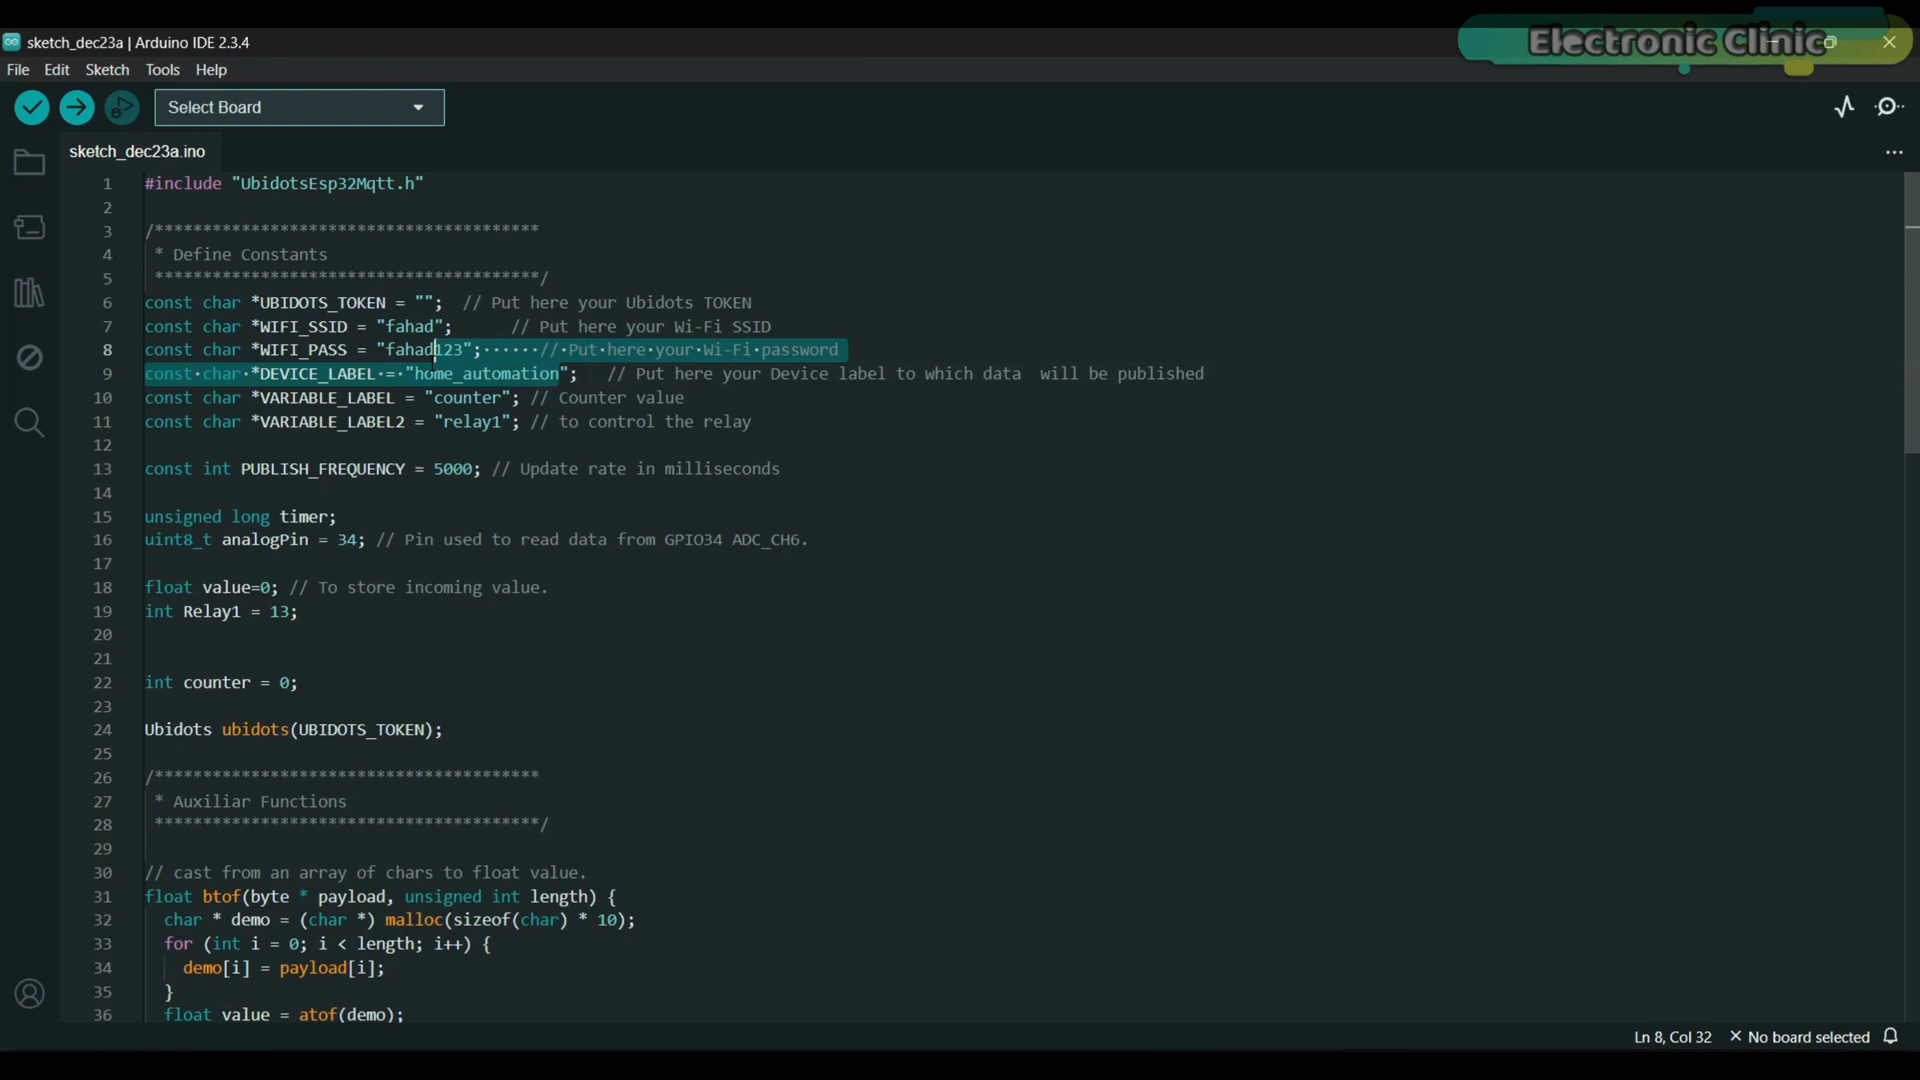 Electronic Clinic
sketch_dec23a | Arduino IDE 2.3.4
File Edit Sketch Tools Help
Select Board
sketch_dec23a.ino
1 #include "UbidotsEsp32Mqtt.h"
2
3 /****************************************
4 * Define Constants
5 ****************************************/
6 const char *UBIDOTS_TOKEN = ""; // Put here your Ubidots TOKEN
7 const char *WIFI_SSID = "fahad"; // Put here your Wi-Fi SSID
8 const char *WIFI_PASS = "fahad123";······//·Put·here·your·Wi-Fi·password
9 const·char·*DEVICE_LABEL·=·"home_automation"; // Put here your Device label to which data  will be published
10 const char *VARIABLE_LABEL = "counter"; // Counter value
11 const char *VARIABLE_LABEL2 = "relay1"; // to control the relay
12
13 const int PUBLISH_FREQUENCY = 5000; // Update rate in milliseconds
14
15 unsigned long timer;
16 uint8_t analogPin = 34; // Pin used to read data from GPIO34 ADC_CH6.
17
18 float value=0; // To store incoming value.
19 int Relay1 = 13;
20
21
22 int counter = 0;
23
24 Ubidots ubidots(UBIDOTS_TOKEN);
25
26 /****************************************
27 * Auxiliar Functions
28 ****************************************/
29
30 // cast from an array of chars to float value.
31 float btof(byte * payload, unsigned int length) {
32 char * demo = (char *) malloc(sizeof(char) * 10);
33 for (int i = 0; i < length; i++) {
34 demo[i] = payload[i];
35 }
36 float value = atof(demo);
Ln 8, Col 32 No board selected